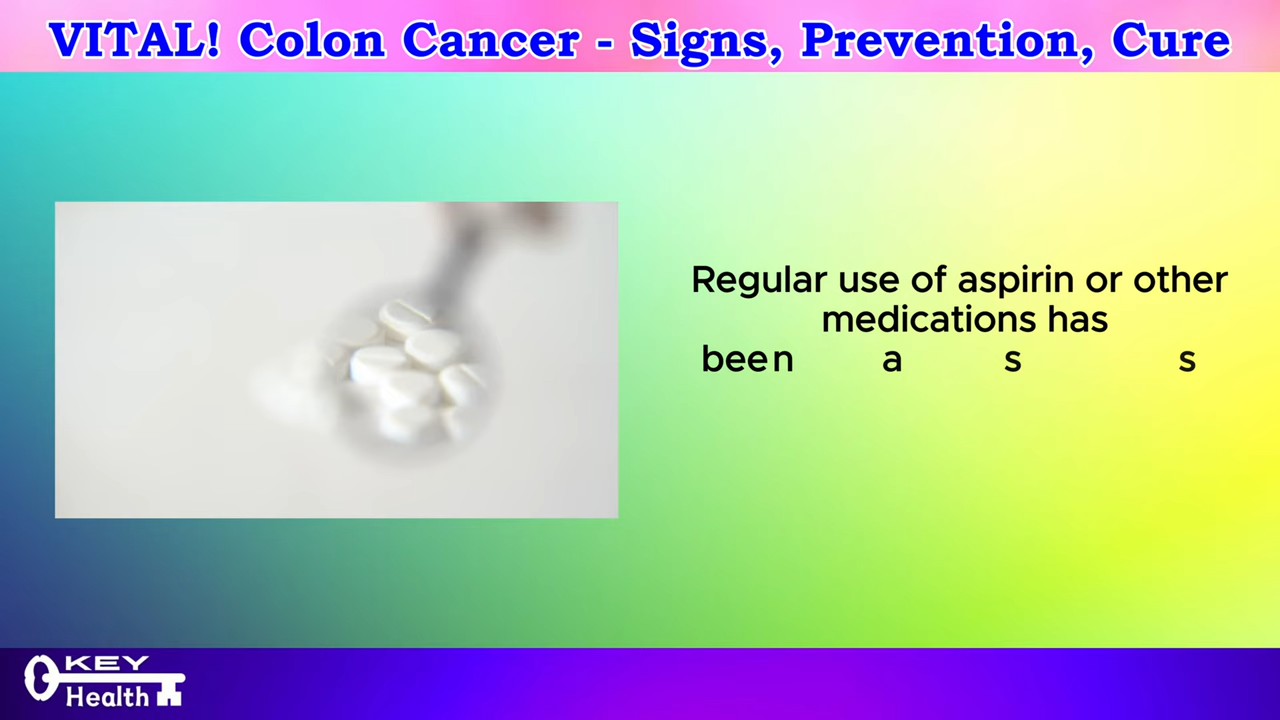 VITAL! Colon Cancer - Signs, Prevention, Cure
Regular use of aspirin or other
medications has
been a s s
KEY
Health